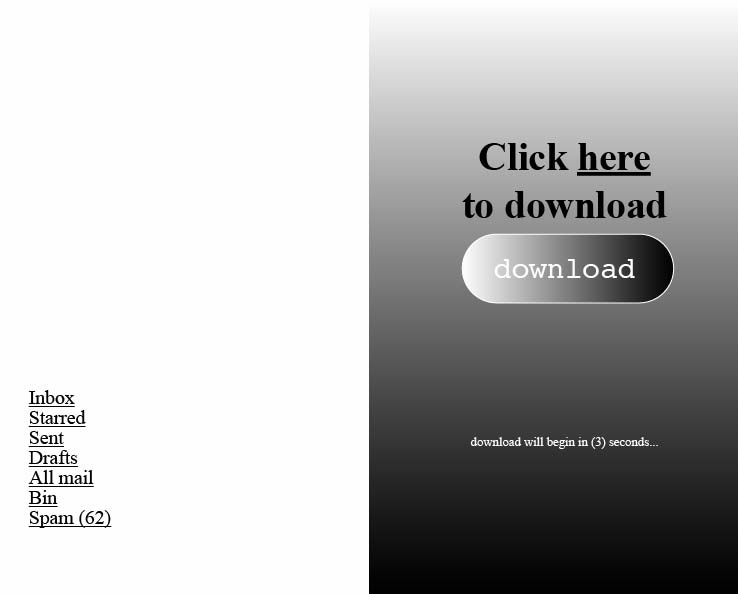 Inbox
Starred
Sent
Drafts
All mail
Bin
Spam (62)
Click here
to download
download
download will begin in (3) seconds...